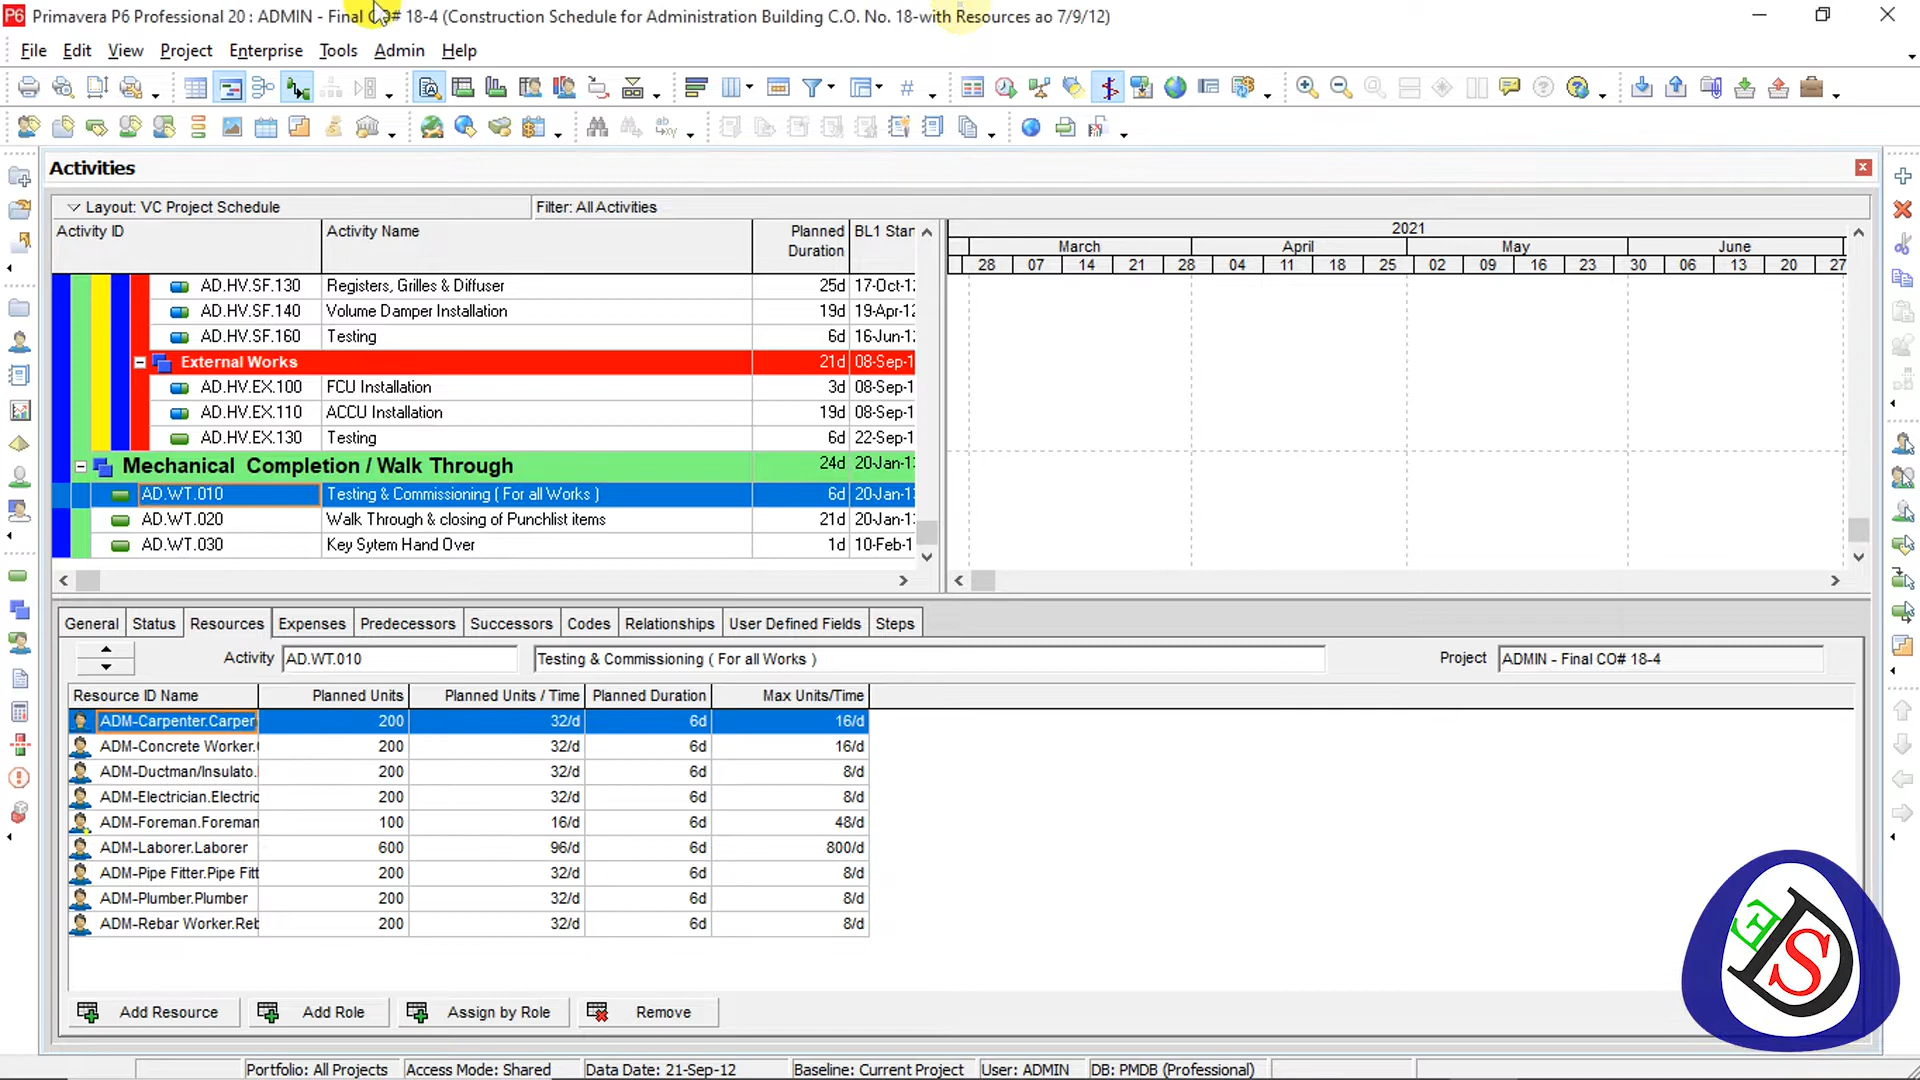 P6 Primavera P6 Professional 20 : ADMIN - Final CO# 18-4 (Construction Schedule for Administration Building C.O. No. 18-with Resources ao 7/9/12)
File Edit View Project Enterprise Tools Admin Help
Activities
Layout: VC Project Schedule Filter: All Activities
Activity ID Activity Name Planned Duration BL1 Star
2021
March April May June
28 07 14 21 28 04 11 18 25 02 09 16 23 30 06 13 20 27
AD.HV.SF.130 Registers, Grilles & Diffuser 25d 17-Oct-1
AD.HV.SF.140 Volume Damper Installation 19d 19-Apr-12
AD.HV.SF.160 Testing 6d 16-Jun-1
External Works 21d 08-Sep-1
AD.HV.EX.100 FCU Installation 3d 08-Sep-1
AD.HV.EX.110 ACCU Installation 19d 08-Sep-1
AD.HV.EX.130 Testing 6d 22-Sep-1
Mechanical Completion / Walk Through 24d 20-Jan-1
AD.WT.010 Testing & Commissioning ( For all Works ) 6d 20-Jan-1
AD.WT.020 Walk Through & closing of Punchlist items 21d 20-Jan-1
AD.WT.030 Key Sytem Hand Over 1d 10-Feb-1
General Status Resources Expenses Predecessors Successors Codes Relationships User Defined Fields Steps
Activity AD.WT.010 Testing & Commissioning ( For all Works ) Project ADMIN - Final CO# 18-4
Resource ID Name Planned Units Planned Units / Time Planned Duration Max Units/Time
ADM-Carpenter.Carper 200 32/d 6d 16/d
ADM-Concrete Worker. 200 32/d 6d 16/d
ADM-Ductman/Insulato. 200 32/d 6d 8/d
ADM-Electrician.Electric 200 32/d 6d 8/d
ADM-Foreman.Foreman 100 16/d 6d 48/d
ADM-Laborer.Laborer 600 96/d 6d 800/d
ADM-Pipe Fitter.Pipe Fitt 200 32/d 6d 8/d
ADM-Plumber.Plumber 200 32/d 6d 8/d
ADM-Rebar Worker.Reb 200 32/d 6d 8/d
Add Resource Add Role Assign by Role Remove
Portfolio: All Projects Access Mode: Shared Data Date: 21-Sep-12 Baseline: Current Project User: ADMIN DB: PMDB (Professional)